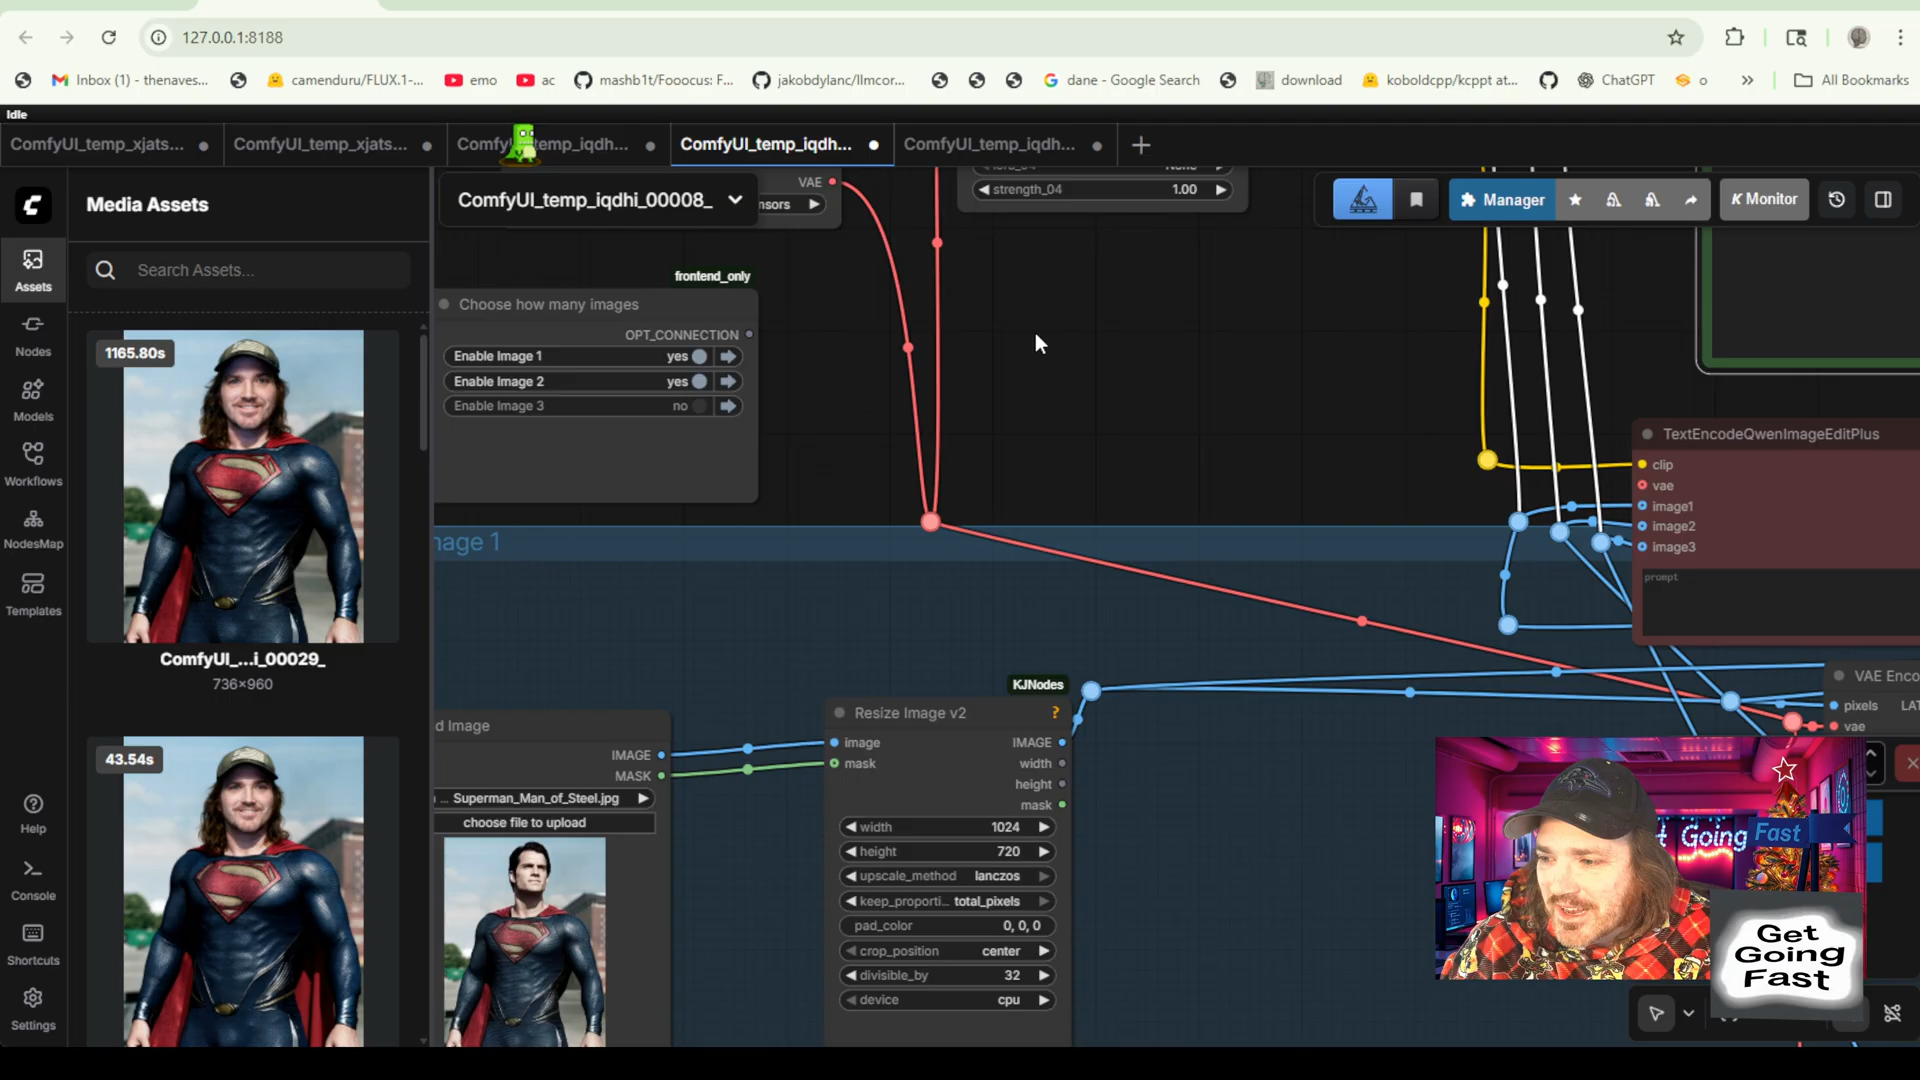 127.0.0.1:8188
Inbox (1) - thenaves...
camenduru/FLUX.1-...
emo
ac
mashb1t/Fooocus: F...
jakobdylanc/llmcor...
dane - Google Search
download
koboldcpp/kcppt at...
ChatGPT
o
All Bookmarks
Idle
ComfyUI_temp_xjats...
ComfyUI_temp_xjats...
emp_iqdh...
ComfyUI_temp_iqdh...
ComfyUI_temp_iqdh...
Media Assets
Search Assets...
Assets
Nodes
Models
Workflows
NodesMap
Templates
Help
Console
Shortcuts
Settings
1165.80s
ComfyUI_...i_00029_
736×960
43.54s
ComfyUI_temp_iqdhi_00008_
VAE
nsors
strength_04 1.00
Manager
K Monitor
frontend_only
Choose how many images
OPT_CONNECTION
Enable Image 1 yes
Enable Image 2 yes
Enable Image 3 no
mage 1
TextEncodeQwenImageEditPlus
clip
vae
image1
image2
image3
prompt
VAE Enco
pixels LAT
vae
d Image
IMAGE
MASK
... Superman_Man_of_Steel.jpg
choose file to upload
KJNodes
Resize Image v2 ?
image IMAGE
mask width
height
mask
width 1024
height 720
upscale_method lanczos
keep_proporti... total_pixels
pad_color 0, 0, 0
crop_position center
divisible_by 32
device cpu
t Going Fast
Get
Going
Fast